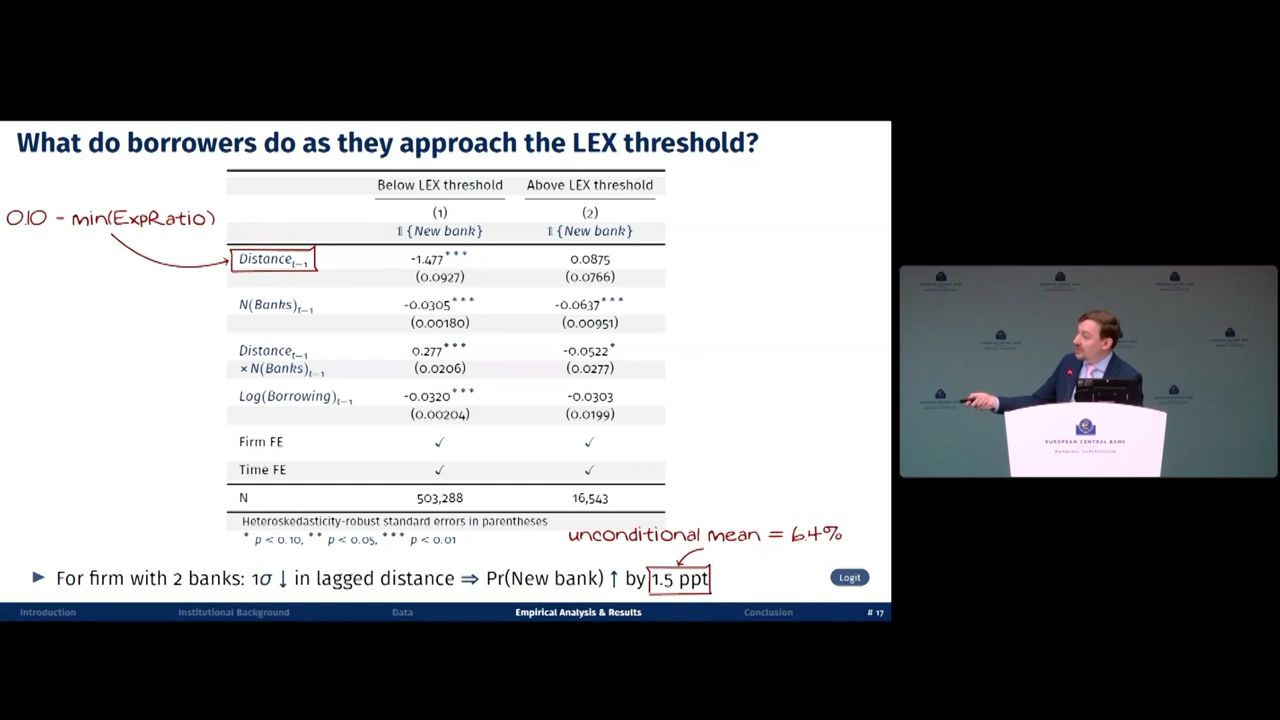 What do borrowers do as they approach the LEX threshold?
Below LEX threshold Above LEX threshold
(1) (2)
𝟙 {New bank} 𝟙 {New bank}
0.10 - min(ExpRatio)
Distance_{t−1} -1.477*** 0.0875
(0.0927) (0.0766)
N(Banks)_{t−1} -0.0305*** -0.0637***
(0.00180) (0.00951)
Distance_{t−1} 0.277*** -0.0522*
× N(Banks)_{t−1} (0.0206) (0.0277)
Log(Borrowing)_{t−1} -0.0320*** -0.0303
(0.00204) (0.0199)
Firm FE ✓ ✓
Time FE ✓ ✓
N 503,288 16,543
Heteroskedasticity-robust standard errors in parentheses
* p < 0.10, ** p < 0.05, *** p < 0.01
unconditional mean = 6.4%
▶ For firm with 2 banks: 1σ ↓ in lagged distance ⇒ Pr(New bank) ↑ by 1.5 ppt
Logit
Introduction Institutional Background Data Empirical Analysis & Results Conclusion # 17
EUROPEAN CENTRAL BANK
BANKING SUPERVISION